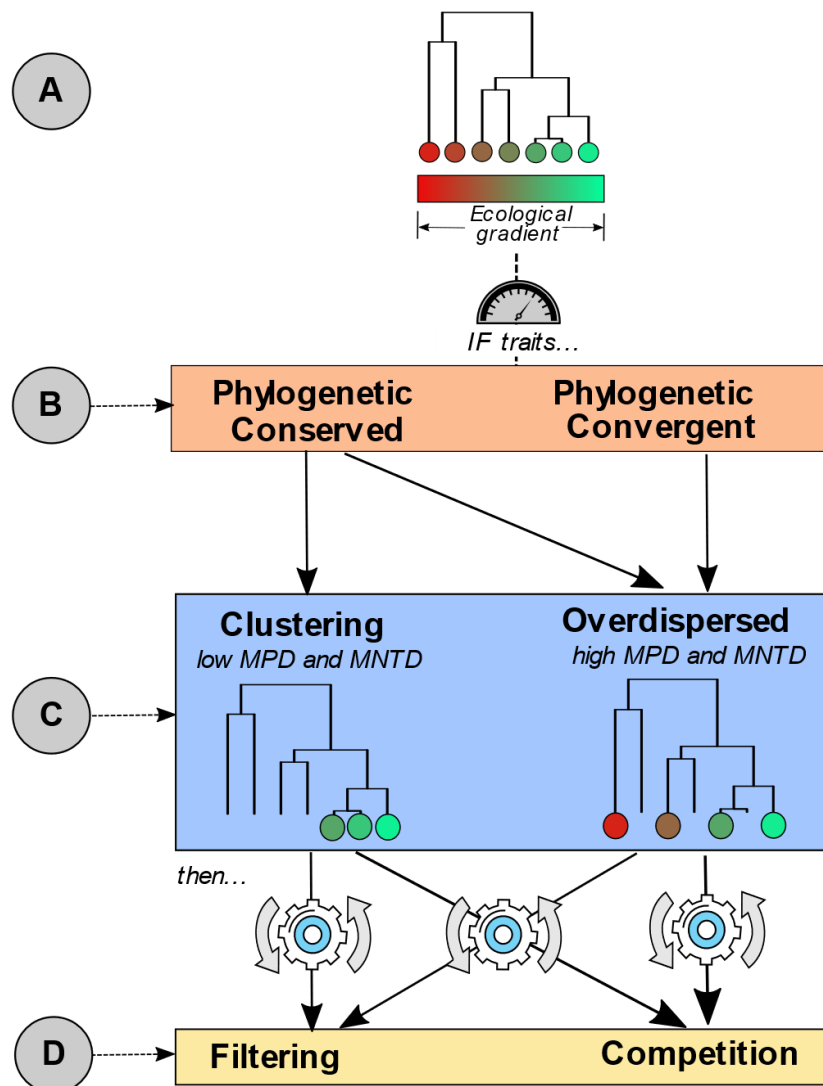 A
Ecological
gradient
IF traits...
B
Phylogenetic
Conserved
Phylogenetic
Convergent
C
Clustering
low MPD and MNTD
Overdispersed
high MPD and MNTD
then...
D
Filtering
Competition